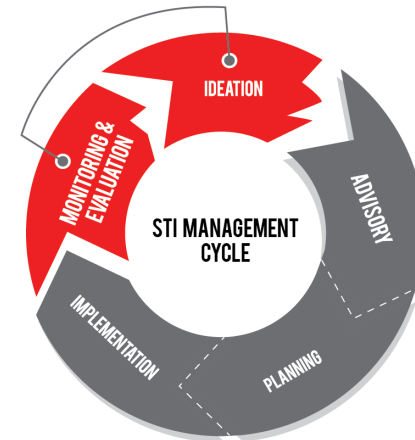 IDEATION
ADVISORY
PLANNING
IMPLEMENTATION
MONITORING &
EVALUATION
STI MANAGEMENT
CYCLE